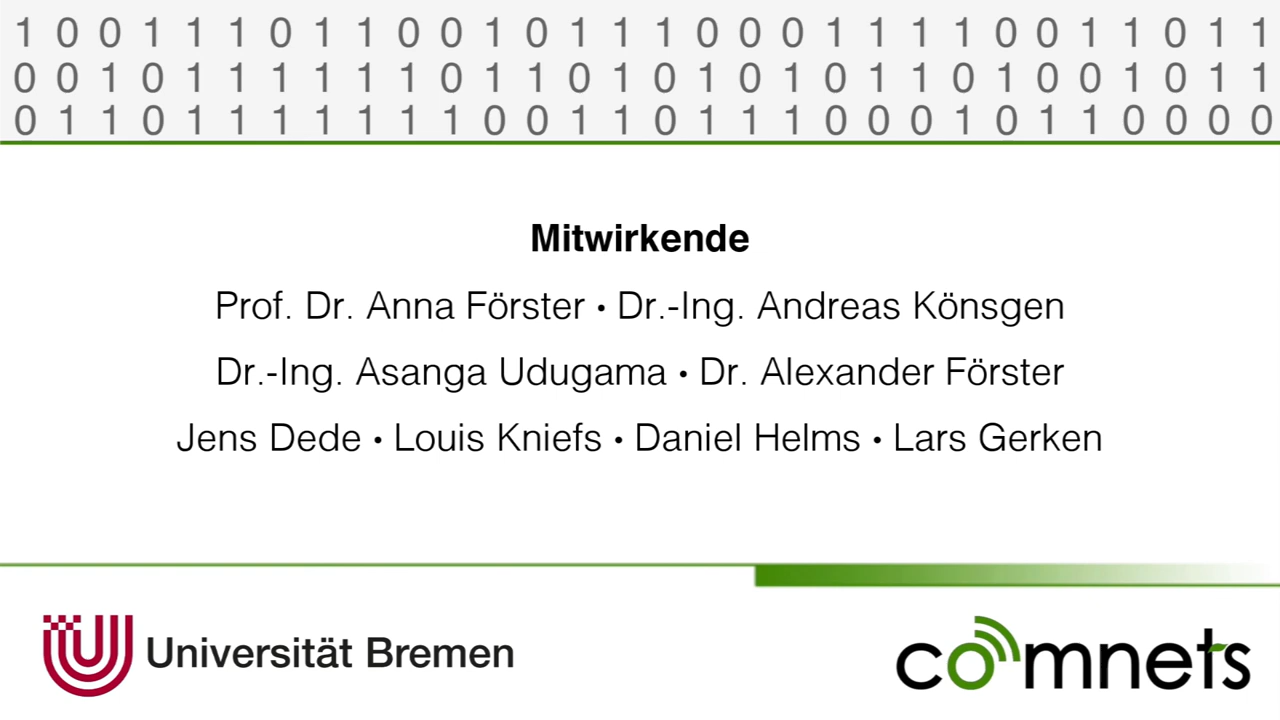 1 0 0 1 1 1 0 1 1 0 0 1 0 1 1 1 0 0 0 1 1 1 1 0 0 1 1 0 1 1
0 0 1 0 1 1 1 1 1 1 0 1 1 0 1 0 1 0 1 0 1 1 0 1 0 0 1 0 1 1
0 1 1 0 1 1 1 1 1 1 1 0 0 1 1 0 1 1 1 0 0 0 1 0 1 1 0 0 0 0
Mitwirkende
Prof. Dr. Anna Förster • Dr.-Ing. Andreas Könsgen
Dr.-Ing. Asanga Udugama • Dr. Alexander Förster
Jens Dede • Louis Kniefs • Daniel Helms • Lars Gerken
Universität Bremen
comnets